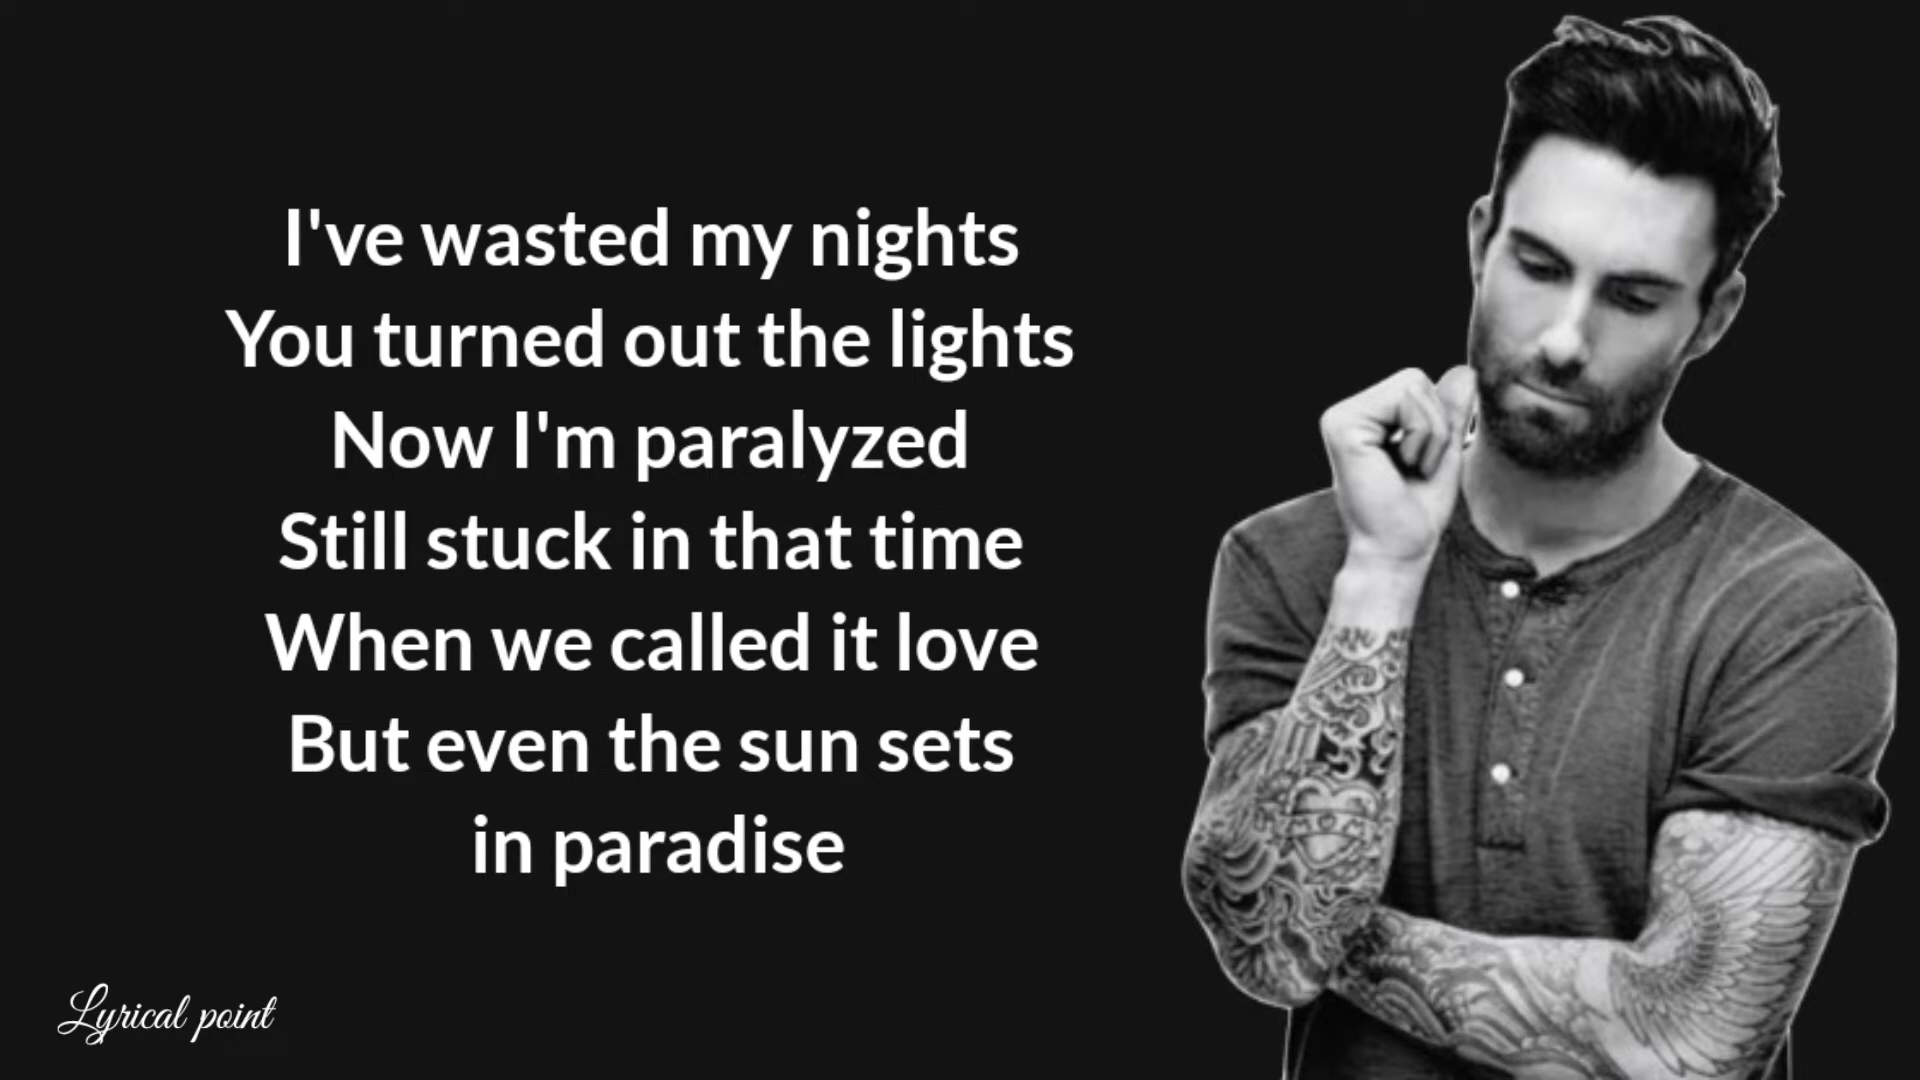 I've wasted my nights
You turned out the lights
Now I'm paralyzed
Still stuck in that time
When we called it love
But even the sun sets
in paradise
Lyrical point